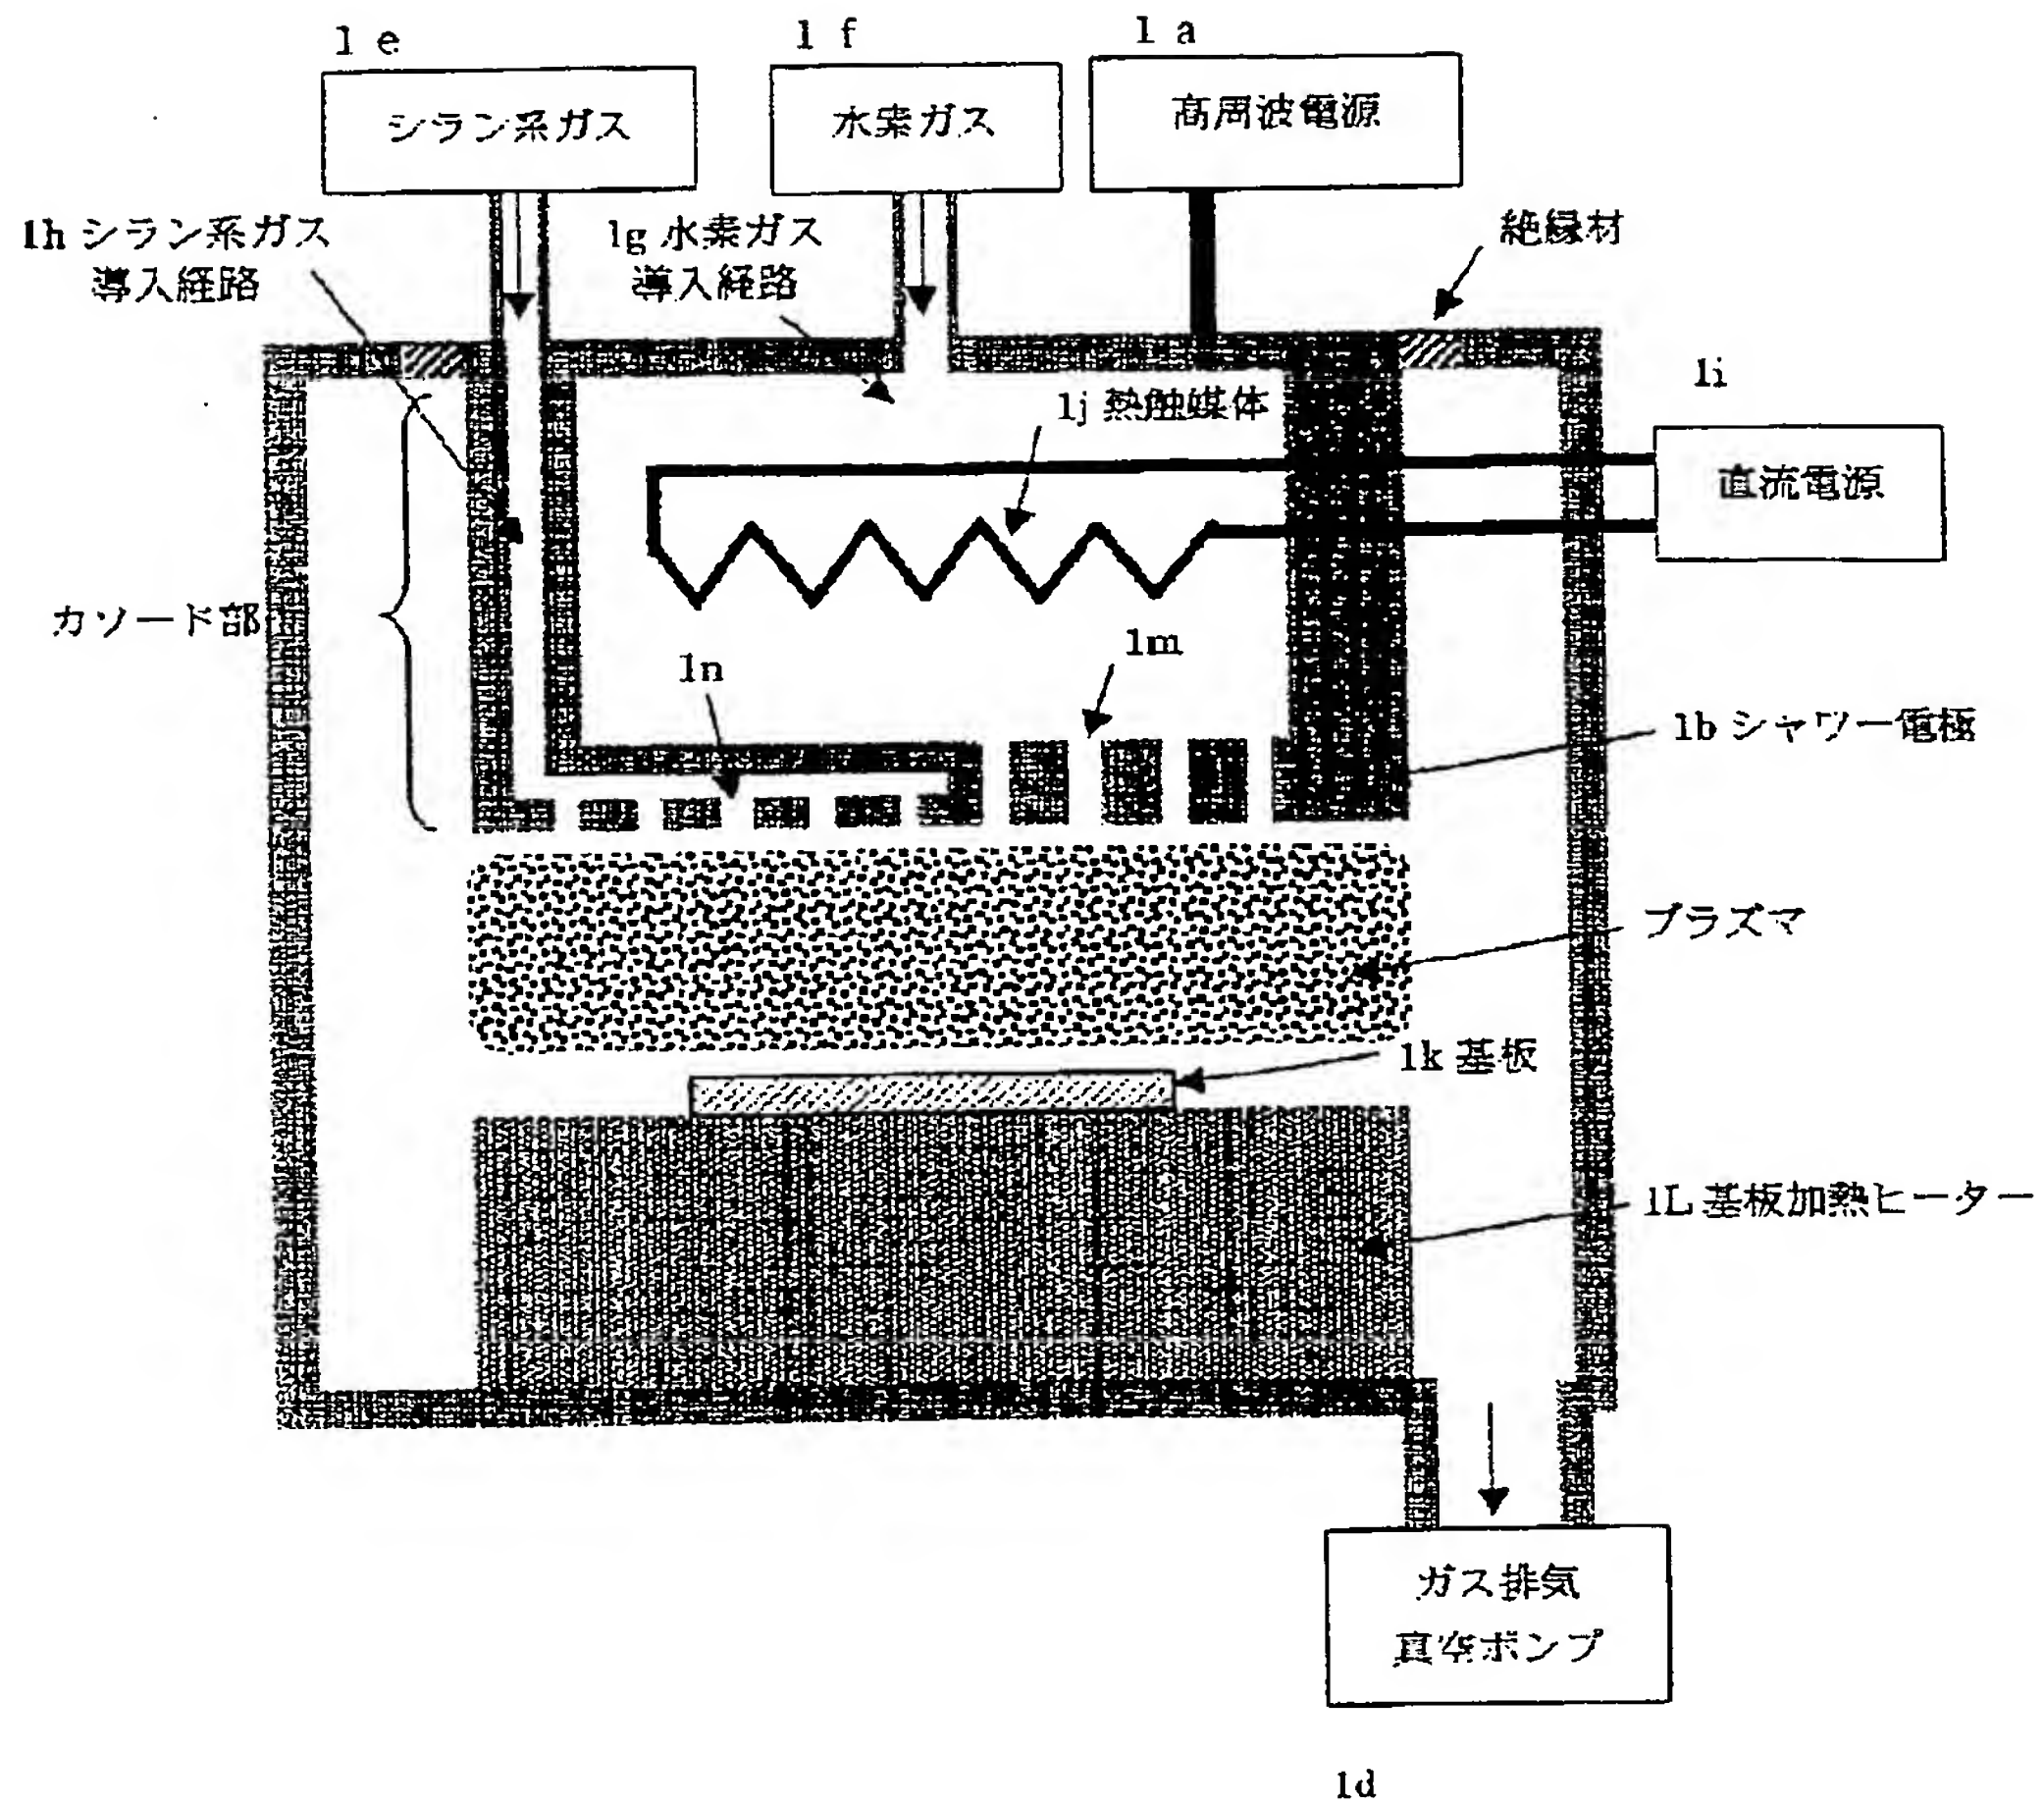 1e
1f
1a
シラン系ガス
水素ガス
高周波電源
1h シラン系ガス
導入経路
1g 水素ガス
導入経路
絶縁材
1j 熱触媒体
1i
直流電源
カソード部
1n
1m
1b シャワー電極
プラズマ
1k 基板
1L 基板加熱ヒーター
ガス排気
真空ポンプ
1d